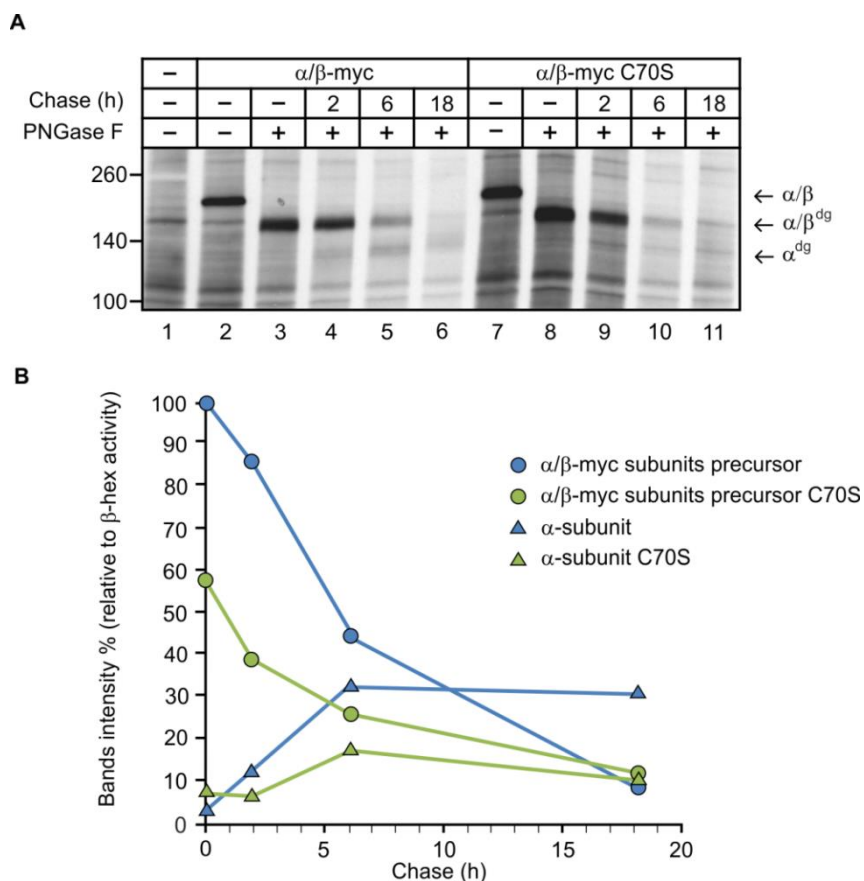 A
– α/β-myc α/β-myc C70S
Chase (h) – – – 2 6 18 – – 2 6 18
PNGase F – – + + + + – + + + +
260
140
100
← α/β
← α/β dg
← α dg
1 2 3 4 5 6 7 8 9 10 11
B
Bands intensity % (relative to β-hex activity)
100
90
80
70
60
50
40
30
20
10
0
0 5 10 15 20
Chase (h)
α/β-myc subunits precursor
α/β-myc subunits precursor C70S
α-subunit
α-subunit C70S